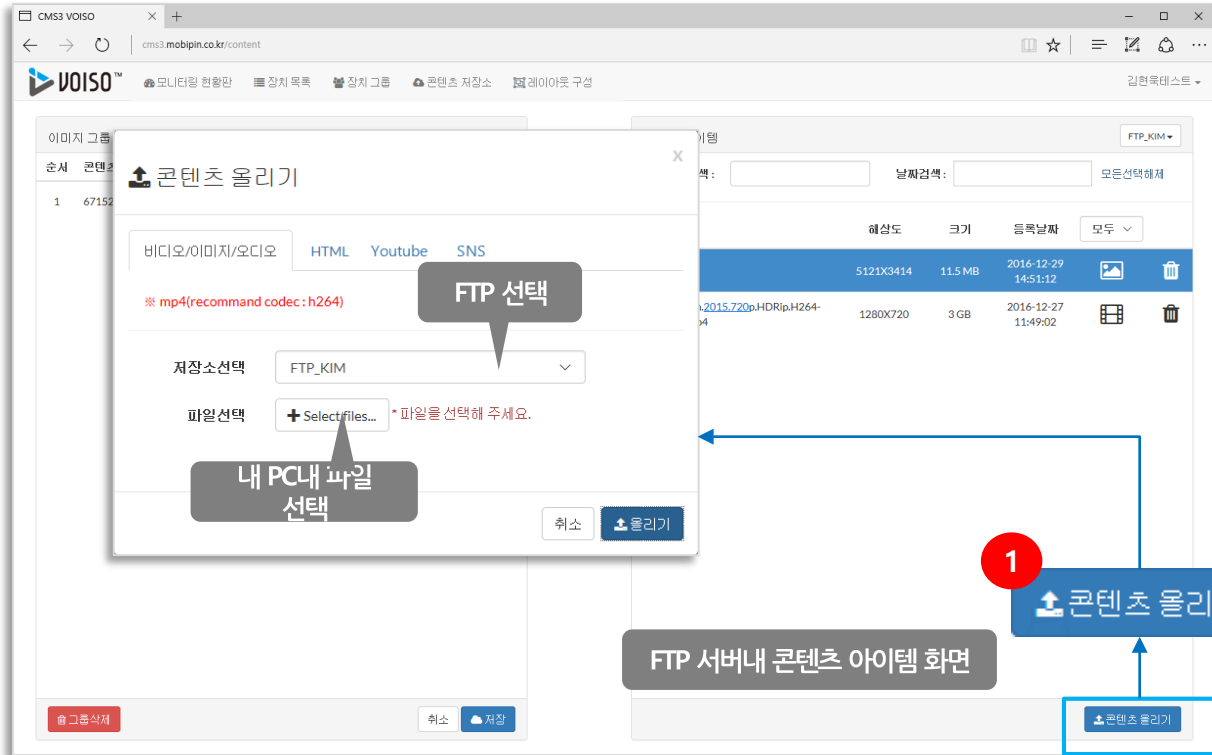 CMS3 VOISO
cms3.mobipin.co.kr/content
VOISO™
모니터링 현황판
장치 목록
장치 그룹
콘텐츠 저장소
레이아웃 구성
김현욱테스트
이미지 그룹
순서 콘텐츠
1 67152
이템
FTP_KIM
색 :
날짜검색 :
모든선택해제
해상도 크기 등록날짜 모두
5121X3414 11.5 MB 2016-12-29
14:51:12
.2015.720p.HDRip.H264-
1280X720 3 GB 2016-12-27
11:49:02
콘텐츠 올리기
X
비디오/이미지/오디오 HTML Youtube SNS
※ mp4(recommand codec : h264)
FTP 선택
저장소선택 FTP_KIM
파일선택 Select files... * 파일을 선택해 주세요.
내 PC내 파일
선택
취소 올리기
1
콘텐츠 올리
FTP 서버내 콘텐츠 아이템 화면
그룹삭제
취소 저장
콘텐츠 올리기